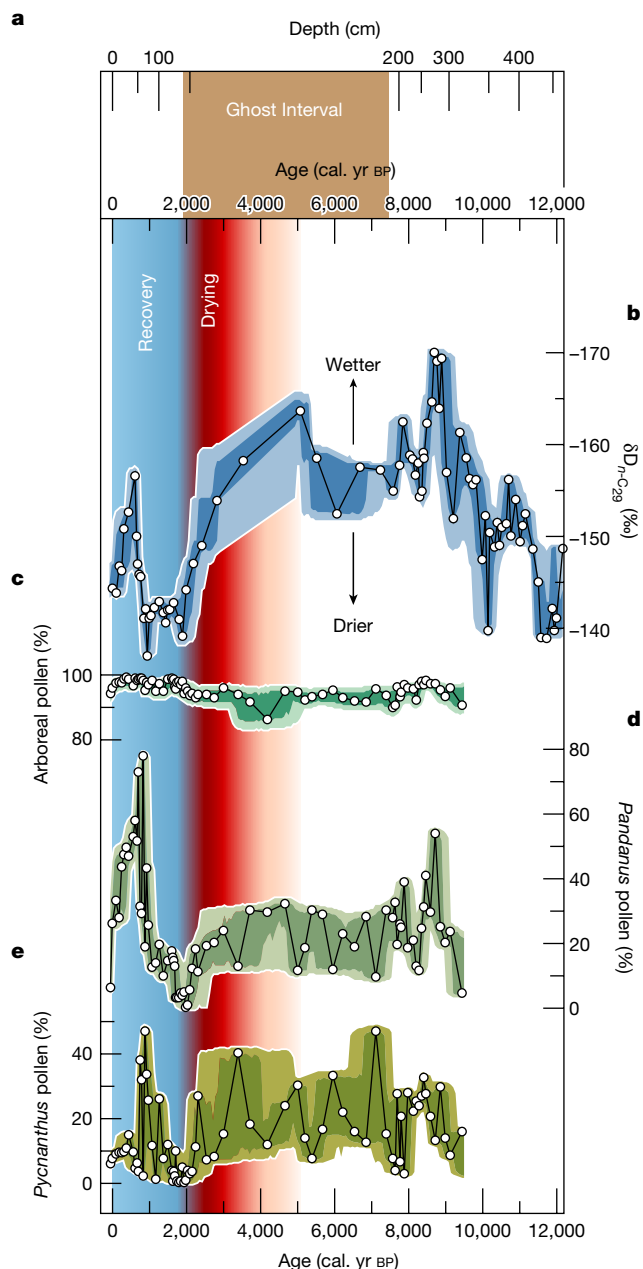 a
Depth (cm)
0 100 200 300 400
Ghost Interval
Age (cal. yr BP)
0 2,000 4,000 6,000 8,000 10,000 12,000
Recovery
Drying
b
Wetter
Drier
−170
−160
−150
−140
δDn-C29 (‰)
c
100
80
Arboreal pollen (%)
d
80
60
40
20
0
Pandanus pollen (%)
e
40
20
0
Pycnanthus pollen (%)
0 2,000 4,000 6,000 8,000 10,000 12,000
Age (cal. yr BP)